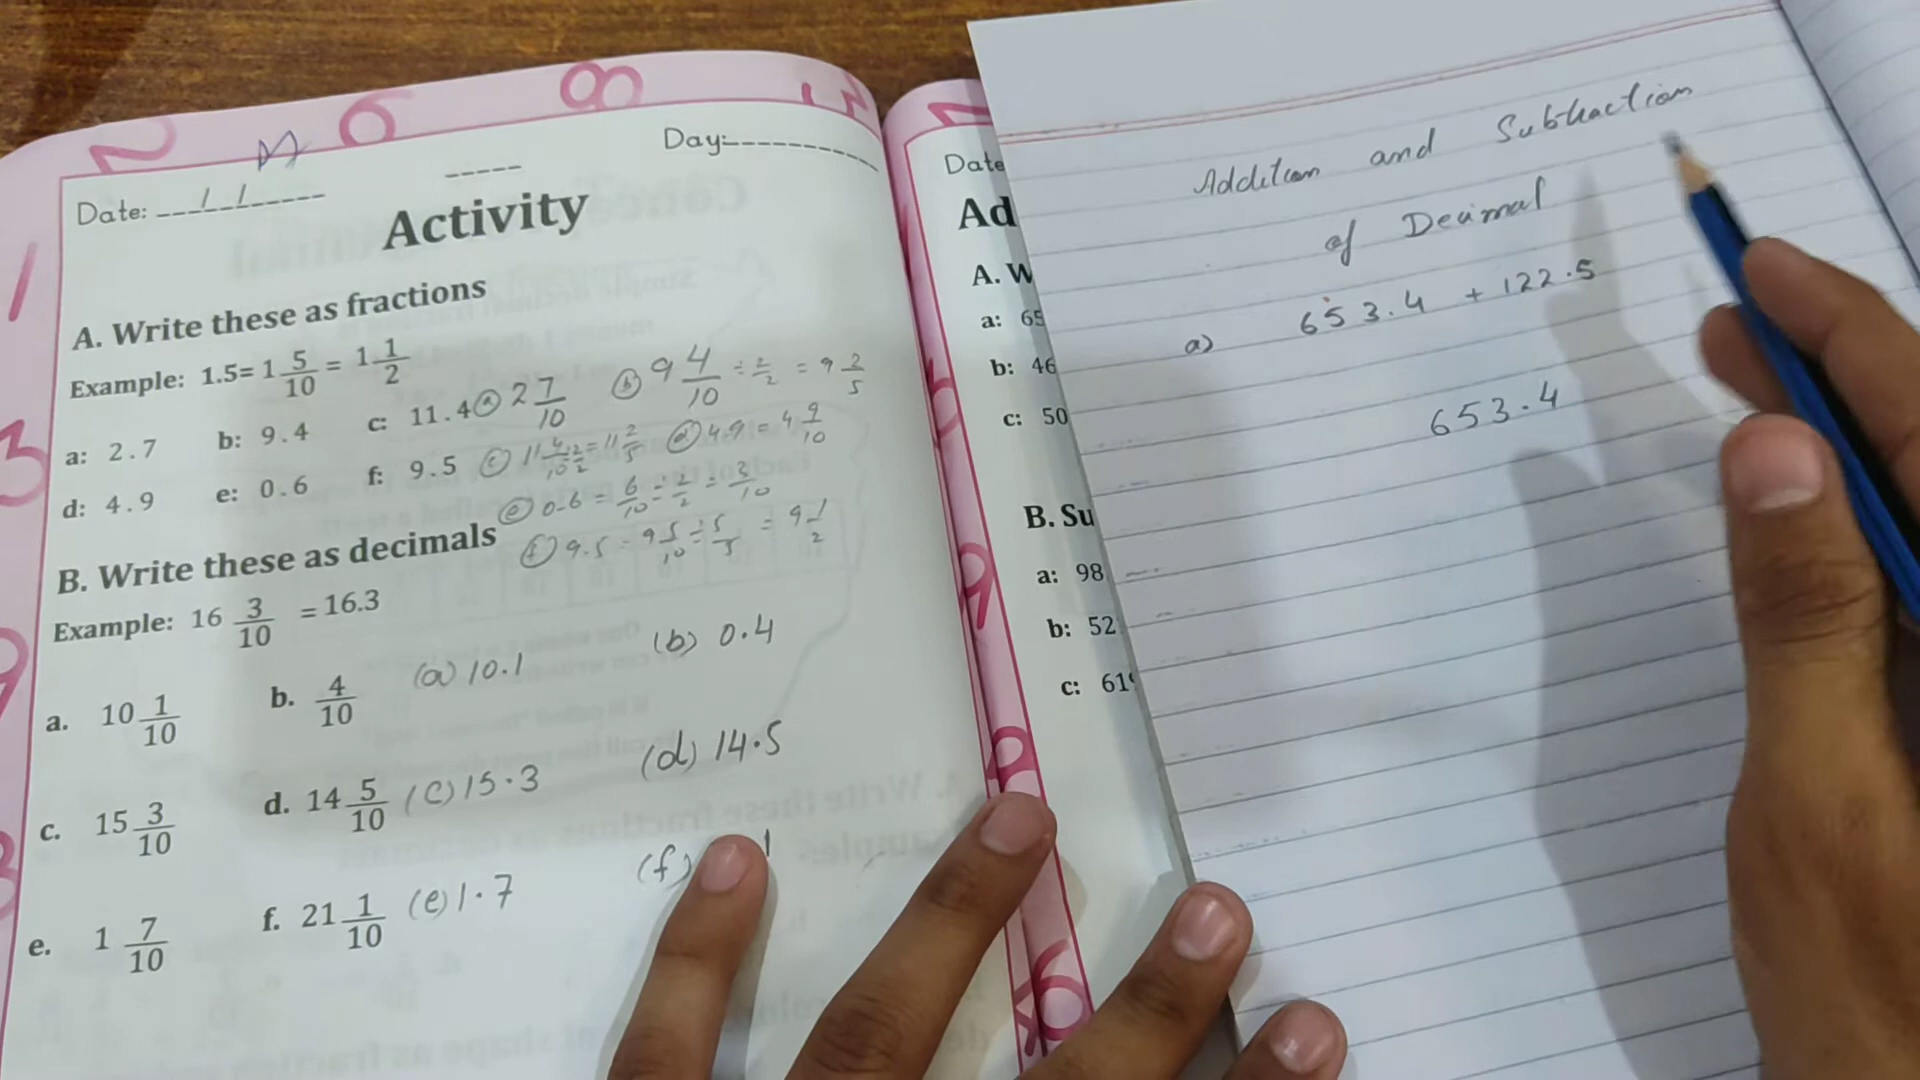 Date: __/__/____
Day:________
Activity
A. Write these as fractions
Example: 1.5= 1 5/10 = 1 1/2
a: 2.7 b: 9.4 c: 11.4 (a) 2 7/10 (b) 9 4/10 ÷ 2/2 = 9 2/5
d: 4.9 e: 0.6 f: 9.5 (c) 11 4/10 ÷ 2/2 = 11 2/5 (d) 4.9 = 4 9/10
(e) 0.6 = 6/10 ÷ 2/2 = 3/10
B. Write these as decimals (f) 9.5 = 9 5/10 ÷ 5/5 = 9 1/2
Example: 16 3/10 = 16.3
a. 10 1/10 b. 4/10 (a) 10.1 (b) 0.4
c. 15 3/10 d. 14 5/10 (c) 15.3 (d) 14.5
e. 1 7/10 f. 21 1/10 (e) 1.7 (f) 1
Date
Ad
A. W
a: 65
b: 46
c: 50
B. Su
a: 98
b: 52
c: 619
Addition and Subtraction
of Decimal
a) 653.4 + 122.5
653.4